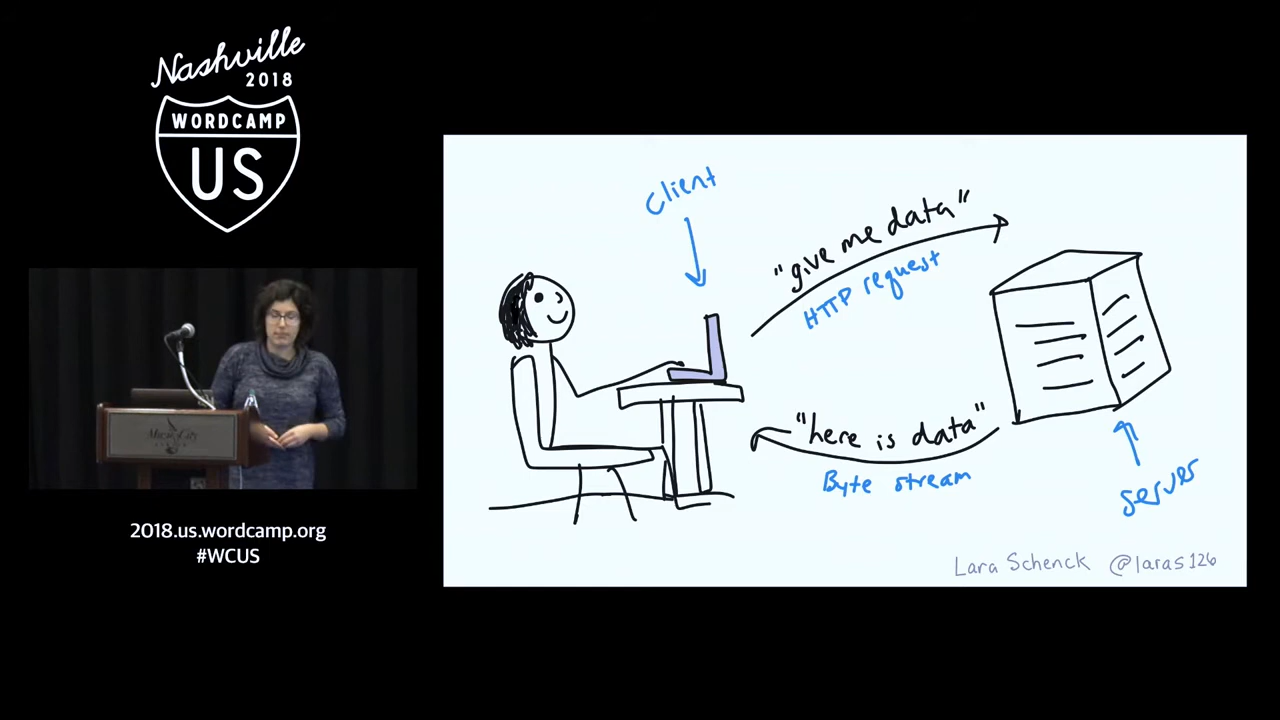 Nashville
2018
WORDCAMP
US
2018.us.wordcamp.org
#WCUS
client
"give me data"
HTTP request
"here is data"
Byte stream
server
Lara Schenck @laras126